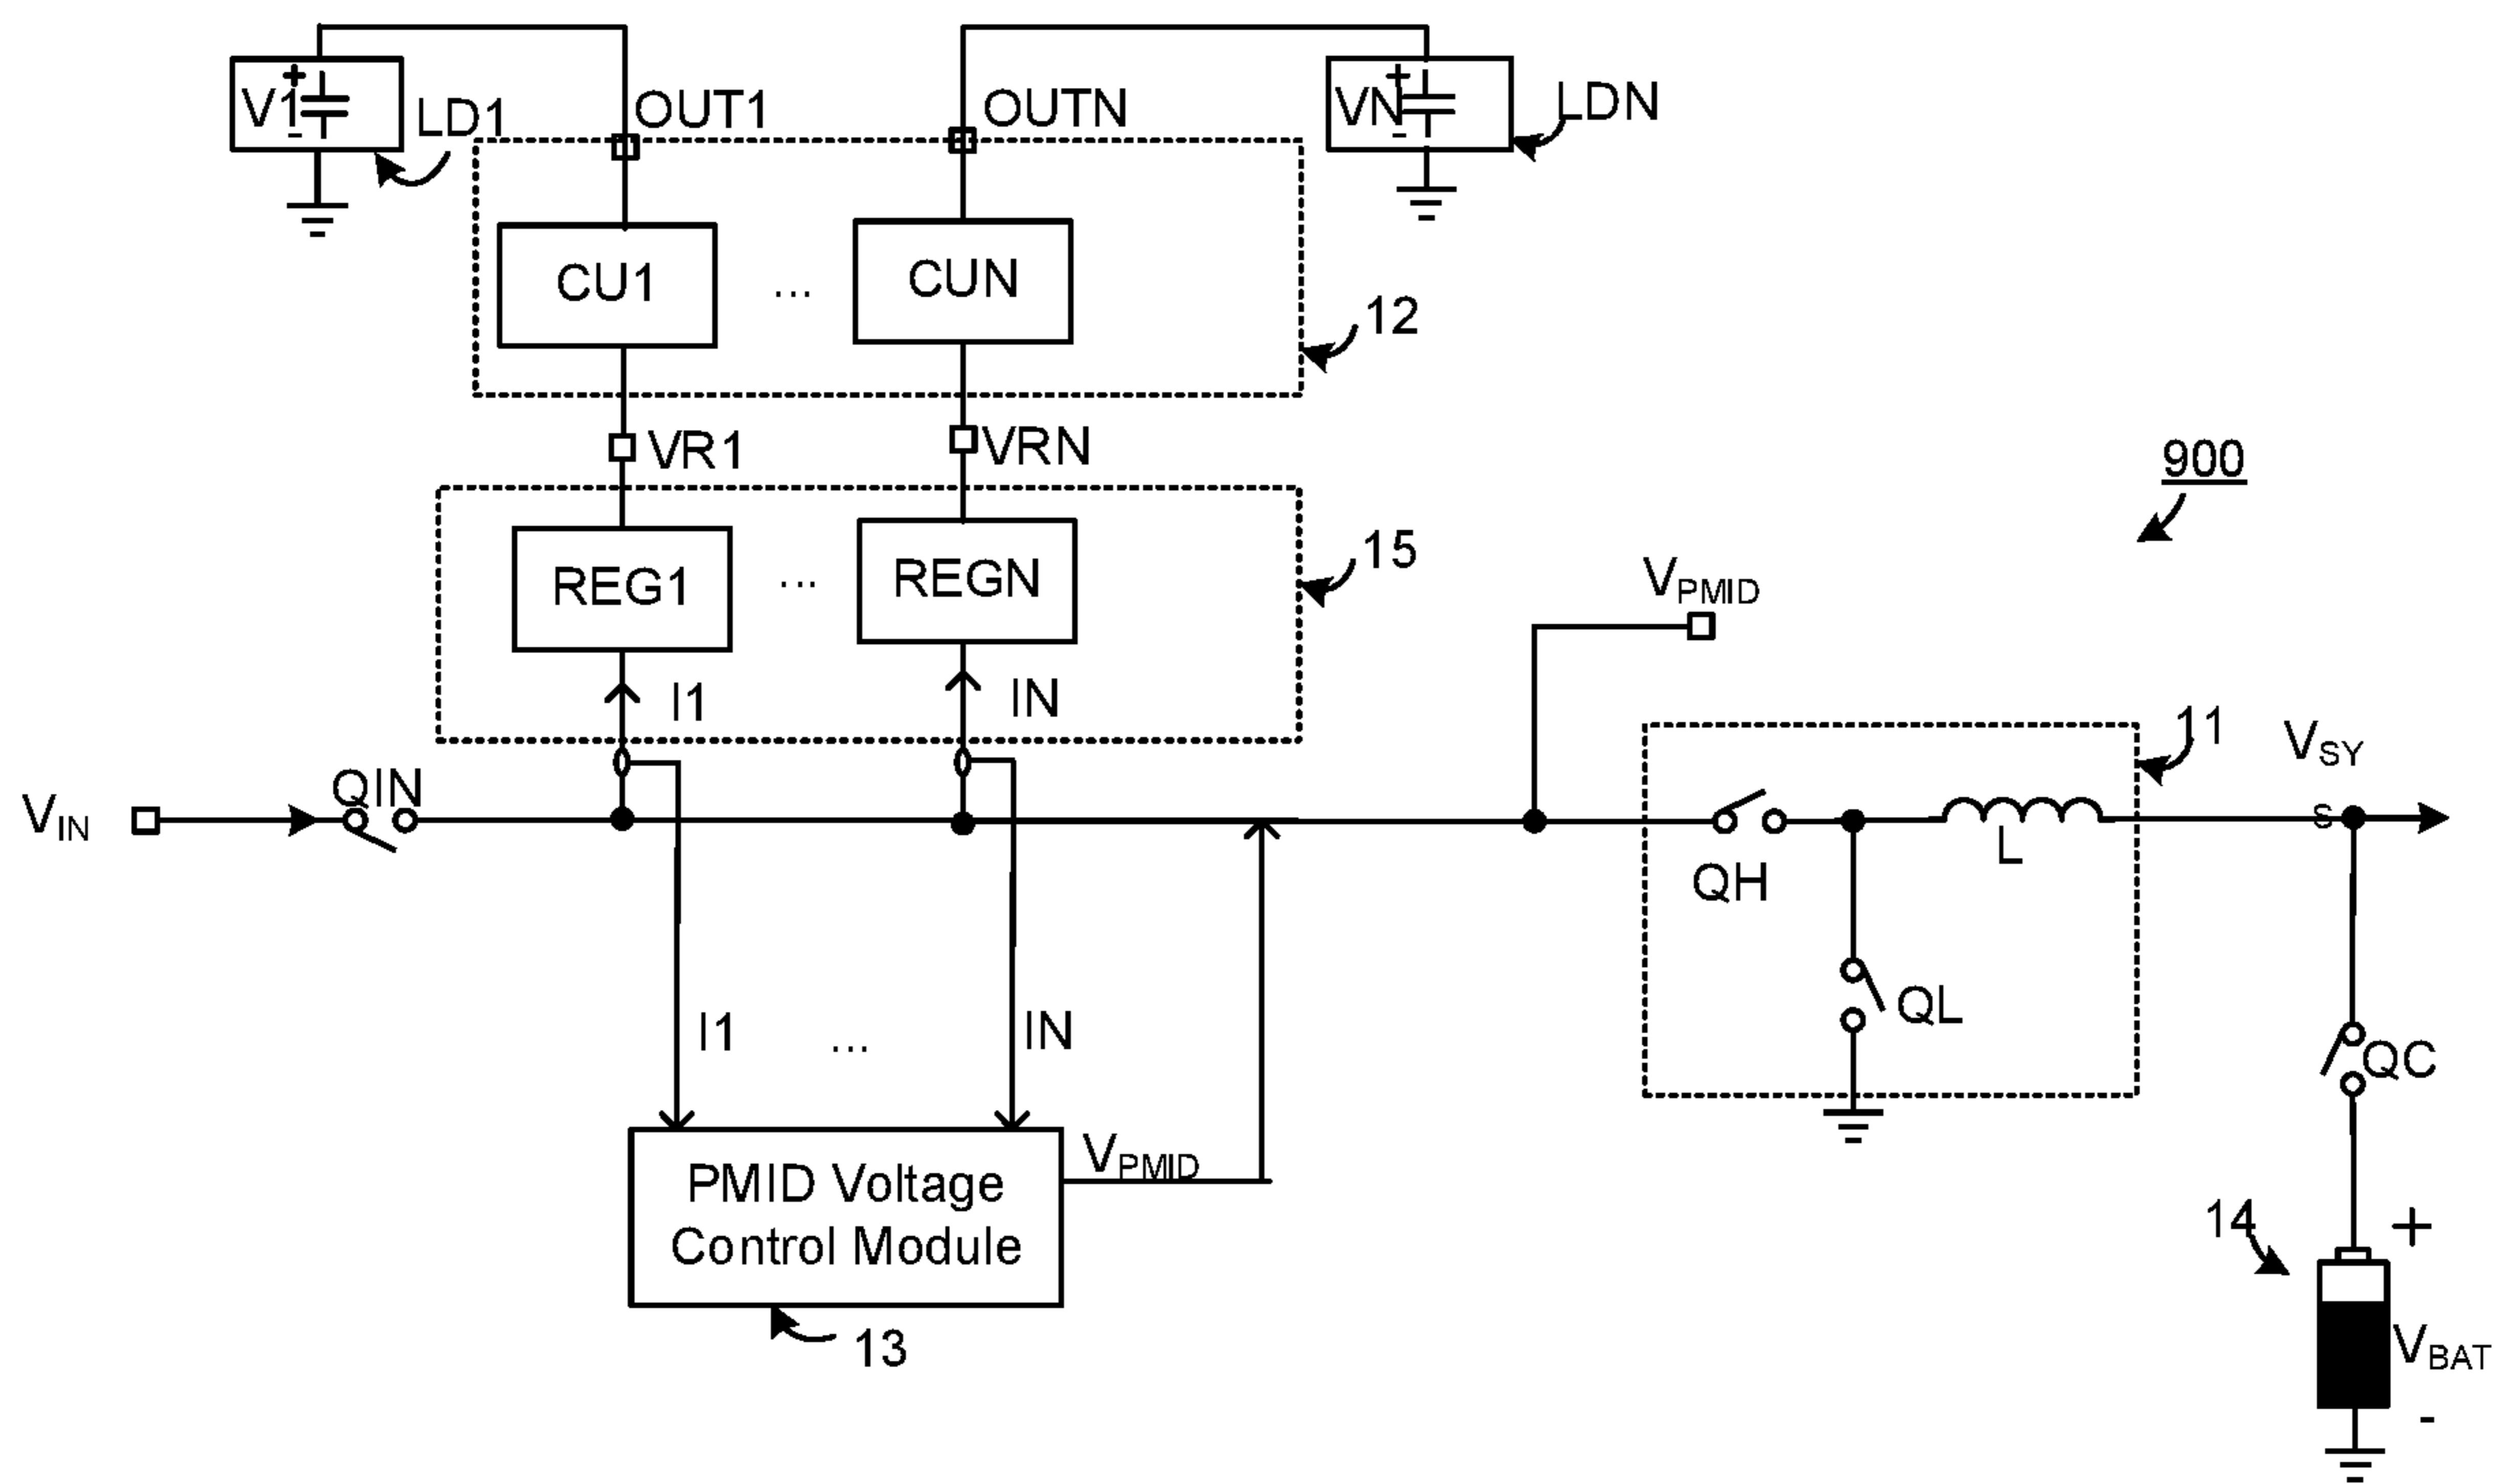 V1 + -
LD1
OUT1
OUTN
VN + -
LDN
CU1
...
CUN
12
VR1
VRN
900
REG1
...
REGN
15
VPMID
I1
IN
11
VSY
S
VIN
QIN
QH
L
QL
QC
I1
...
IN
PMID Voltage
Control Module
VPMID
13
14
+
VBAT
-